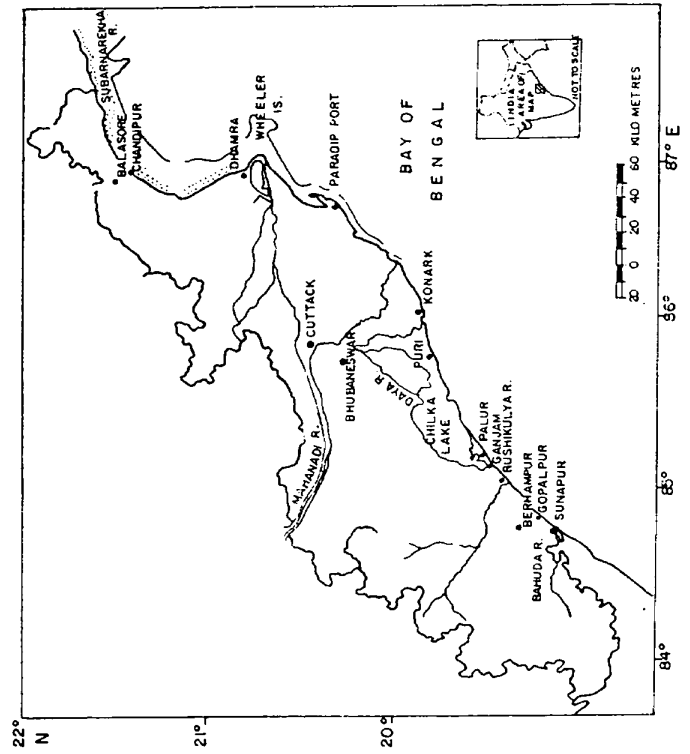 22°
N
21°
20°
SUBARNAREKHA
R.
BALASORE
CHANDIPUR
DHAMRA
WHEELER
IS.
PARADIP PORT
BAY OF
BENGAL
MAHANADI R.
CUTTACK
BHUBANESWAR
DAYA R
PURI
KONARK
CHILKA
LAKE
PALUR
GANJAM
RUSHIKULYA R.
BERHAMPUR
GOPALPUR
SUNAPUR
BAHUDA R.
INDIA
AREA OF
MAP
NOT TO SCALE
20 0 20 40 60 KILOMETRES
84°
85°
86°
87° E